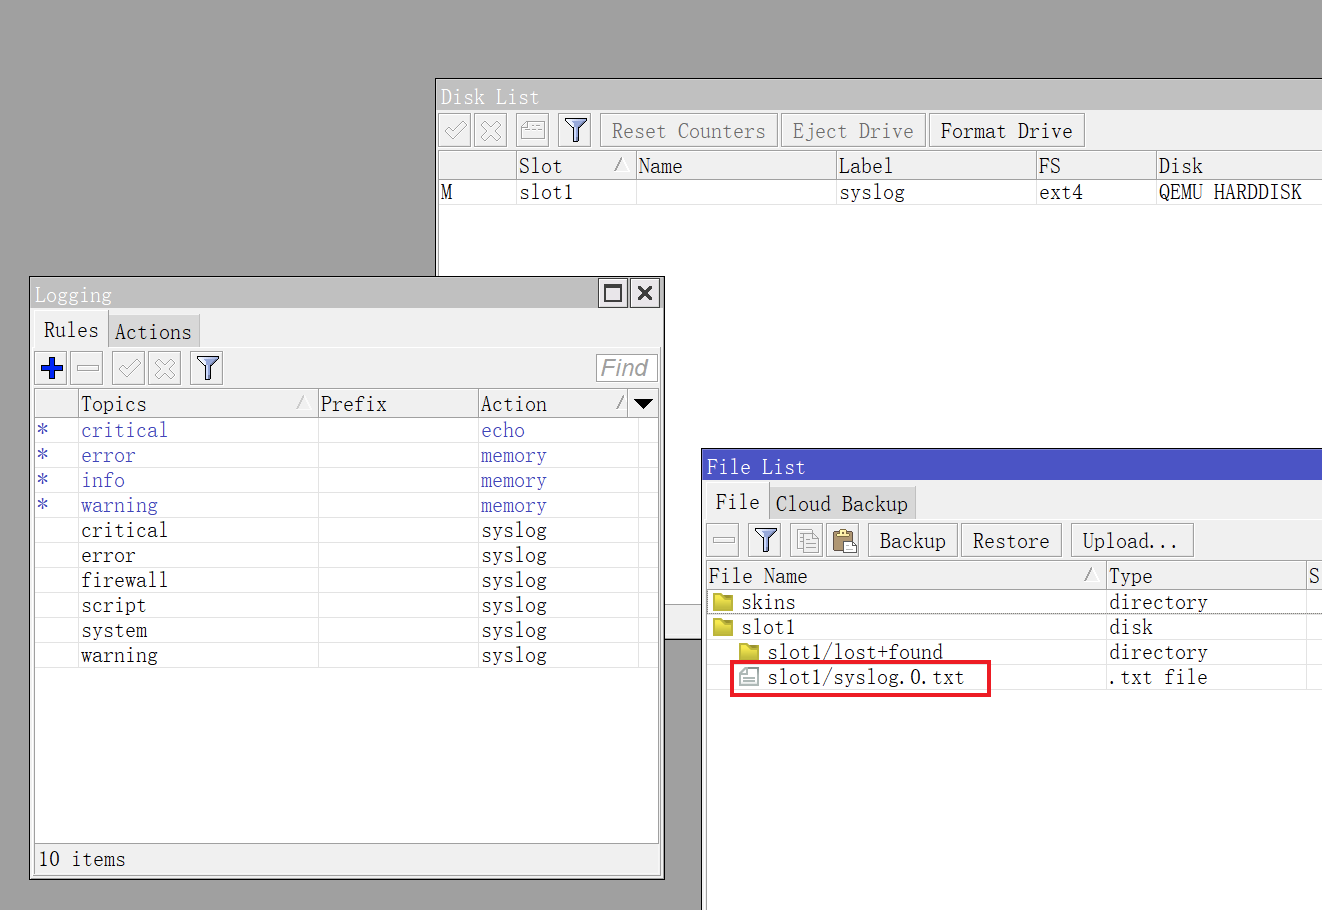 Disk List
Reset Counters Eject Drive Format Drive
Slot Name Label FS Disk
M slot1 syslog ext4 QEMU HARDDISK
Logging
Rules Actions
Find
Topics Prefix Action
* critical echo
* error memory
* info memory
* warning memory
critical syslog
error syslog
firewall syslog
script syslog
system syslog
warning syslog
10 items
File List
File Cloud Backup
Backup Restore Upload...
File Name Type S
skins directory
slot1 disk
slot1/lost+found directory
slot1/syslog.0.txt .txt file